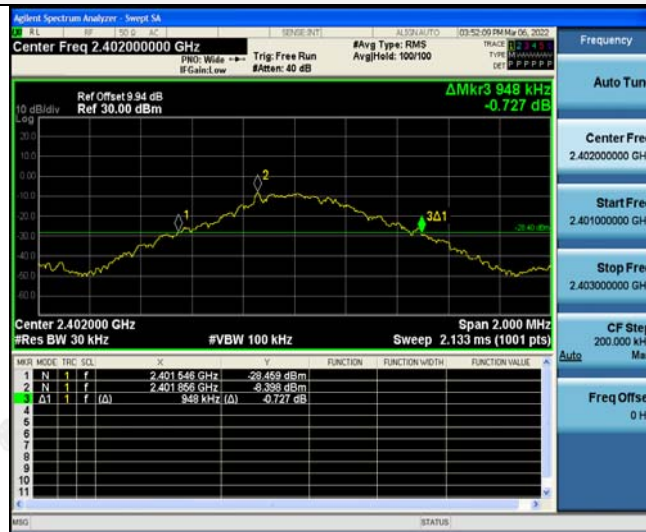 Agilent Spectrum Analyzer - Swept SA
RL RF 50 Ω AC SENSE:INT ALIGN AUTO 03:52:09 PM Mar 06, 2022
Center Freq 2.402000000 GHz
PNO: Wide Trig: Free Run #Avg Type: RMS TRACE 1 2 3 4 5 6
IFGain:Low #Atten: 40 dB Avg|Hold: 100/100 TYPE
DET P P P P P P
Ref Offset 9.94 dB ΔMkr3 948 kHz
10 dB/div Ref 30.00 dBm -0.727 dB
Log
20.0
10.0
0.00
-10.0
-20.0
-30.0
-40.0
-50.0
-60.0
1
2
3Δ1
-28.40 dBm
Center 2.402000 GHz Span 2.000 MHz
#Res BW 30 kHz #VBW 100 kHz Sweep 2.133 ms (1001 pts)
MKR MODE TRC SCL X Y FUNCTION FUNCTION WIDTH FUNCTION VALUE
1 N 1 f 2.401 546 GHz -28.459 dBm
2 N 1 f 2.401 856 GHz -8.398 dBm
3 Δ1 1 f (Δ) 948 kHz (Δ) -0.727 dB
4
5
6
7
8
9
10
11
MSG STATUS
Frequency
Auto Tun
Center Fre
2.402000000 GH
Start Fre
2.401000000 GH
Stop Fre
2.403000000 GH
CF Ste
200.000 kH
Auto Ma
Freq Offse
0 H